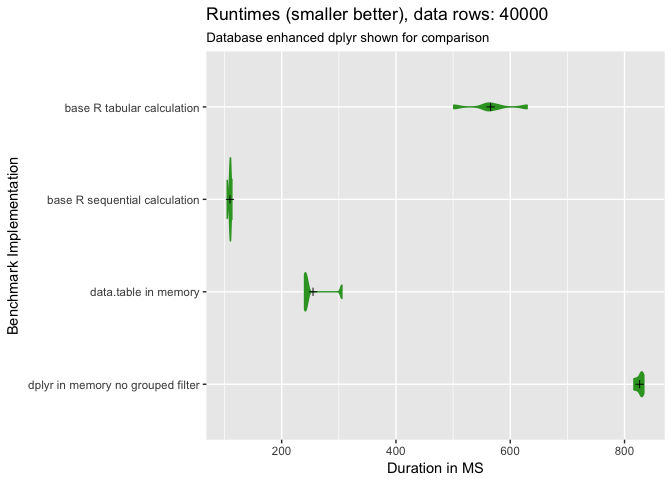 Runtimes (smaller better), data rows: 40000
Database enhanced dplyr shown for comparison
Benchmark Implementation
base R tabular calculation
base R sequential calculation
data.table in memory
dplyr in memory no grouped filter
200 400 600 800
Duration in MS